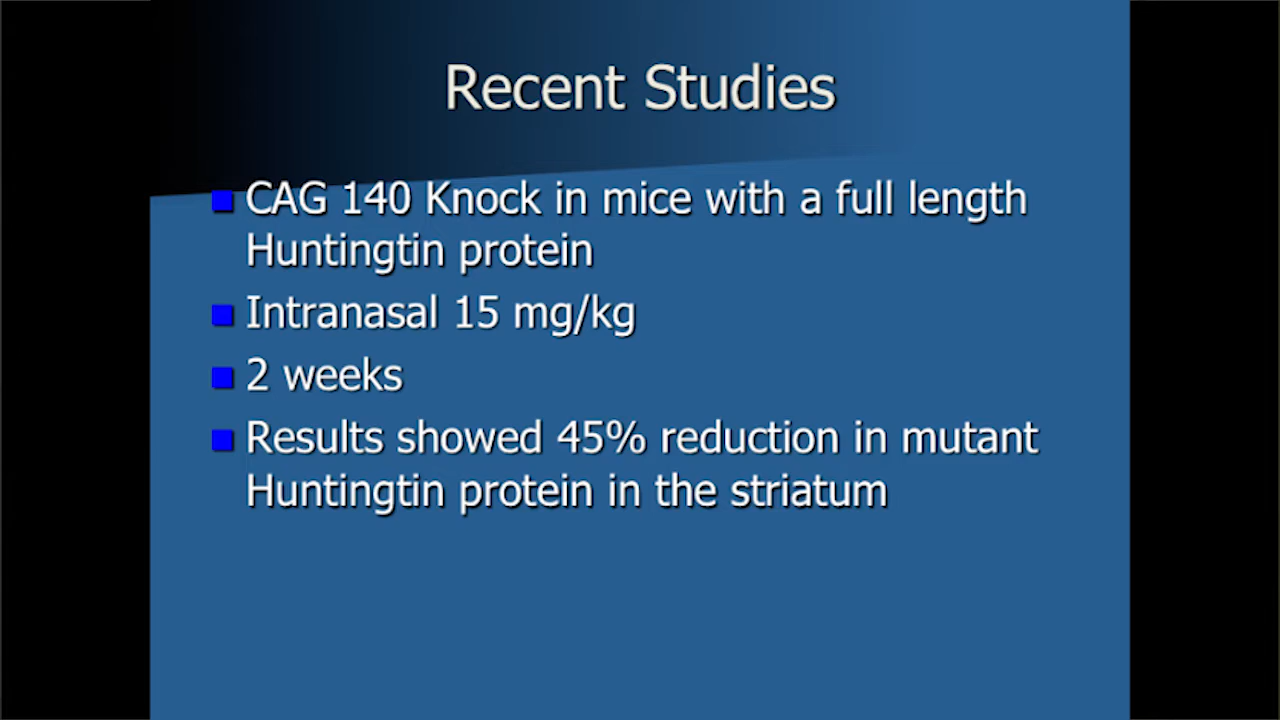 Recent Studies
CAG 140 Knock in mice with a full length
Huntingtin protein
Intranasal 15 mg/kg
2 weeks
Results showed 45% reduction in mutant
Huntingtin protein in the striatum